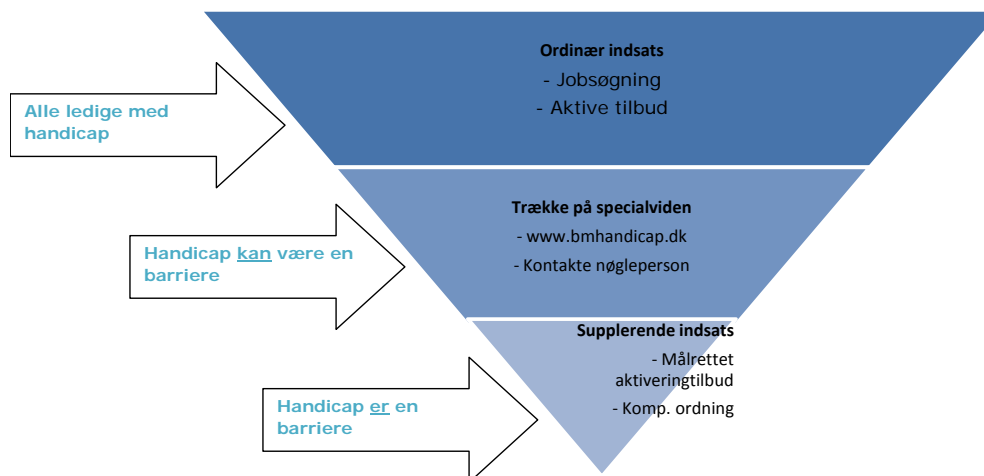 Ordinær indsats
- Jobsøgning
- Aktive tilbud
Alle ledige med
handicap
Trække på specialviden
- www.bmhandicap.dk
- Kontakte nøgleperson
Handicap kan være en
barriere
Supplerende indsats
- Målrettet
aktiveringtilbud
- Komp. ordning
Handicap er en
barriere